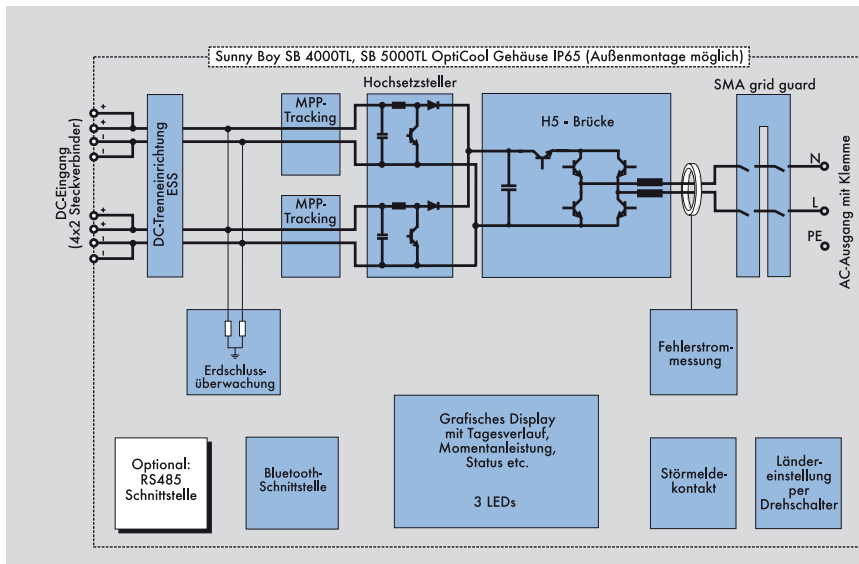 Sunny Boy SB 4000TL, SB 5000TL OptiCool Gehäuse IP65 (Außenmontage möglich)
Hochsetzsteller
SMA grid guard
DC-Eingang
(4x2 Steckverbinder)
+
+
-
-
+
+
-
-
DC-Trenneinrichtung
ESS
MPP-
Tracking
MPP-
Tracking
H5 - Brücke
N
L
PE
AC-Ausgang mit Klemme
Erdschluss-
überwachung
Fehlerstrom-
messung
Optional:
RS485
Schnittstelle
Bluetooth-
Schnittstelle
Grafisches Display
mit Tagesverlauf,
Momentanleistung,
Status etc.
3 LEDs
Störmelde-
kontakt
Länder-
einstellung
per
Drehschalter